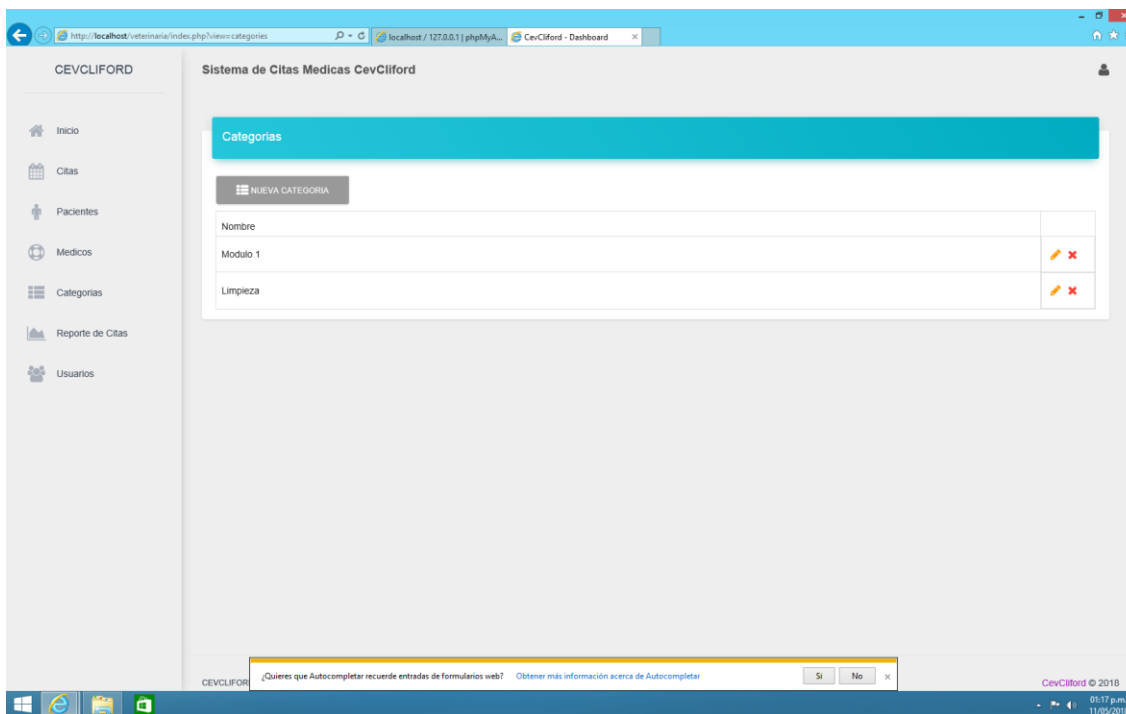 http://localhost/veterinaria/index.php?view=categories
localhost / 127.0.0.1 | phpMyA...
CevCliford - Dashboard
CEVCLIFORD
Sistema de Citas Medicas CevCliford
Inicio
Citas
Pacientes
Medicos
Categorias
Reporte de Citas
Usuarios
Categorias
NUEVA CATEGORIA
Nombre
Modulo 1
Limpieza
¿Quieres que Autocompletar recuerde entradas de formularios web? Obtener más información acerca de Autocompletar
Sí No
CEVCLIFOR
CevCliford © 2018
01:17 p.m.
11/05/201